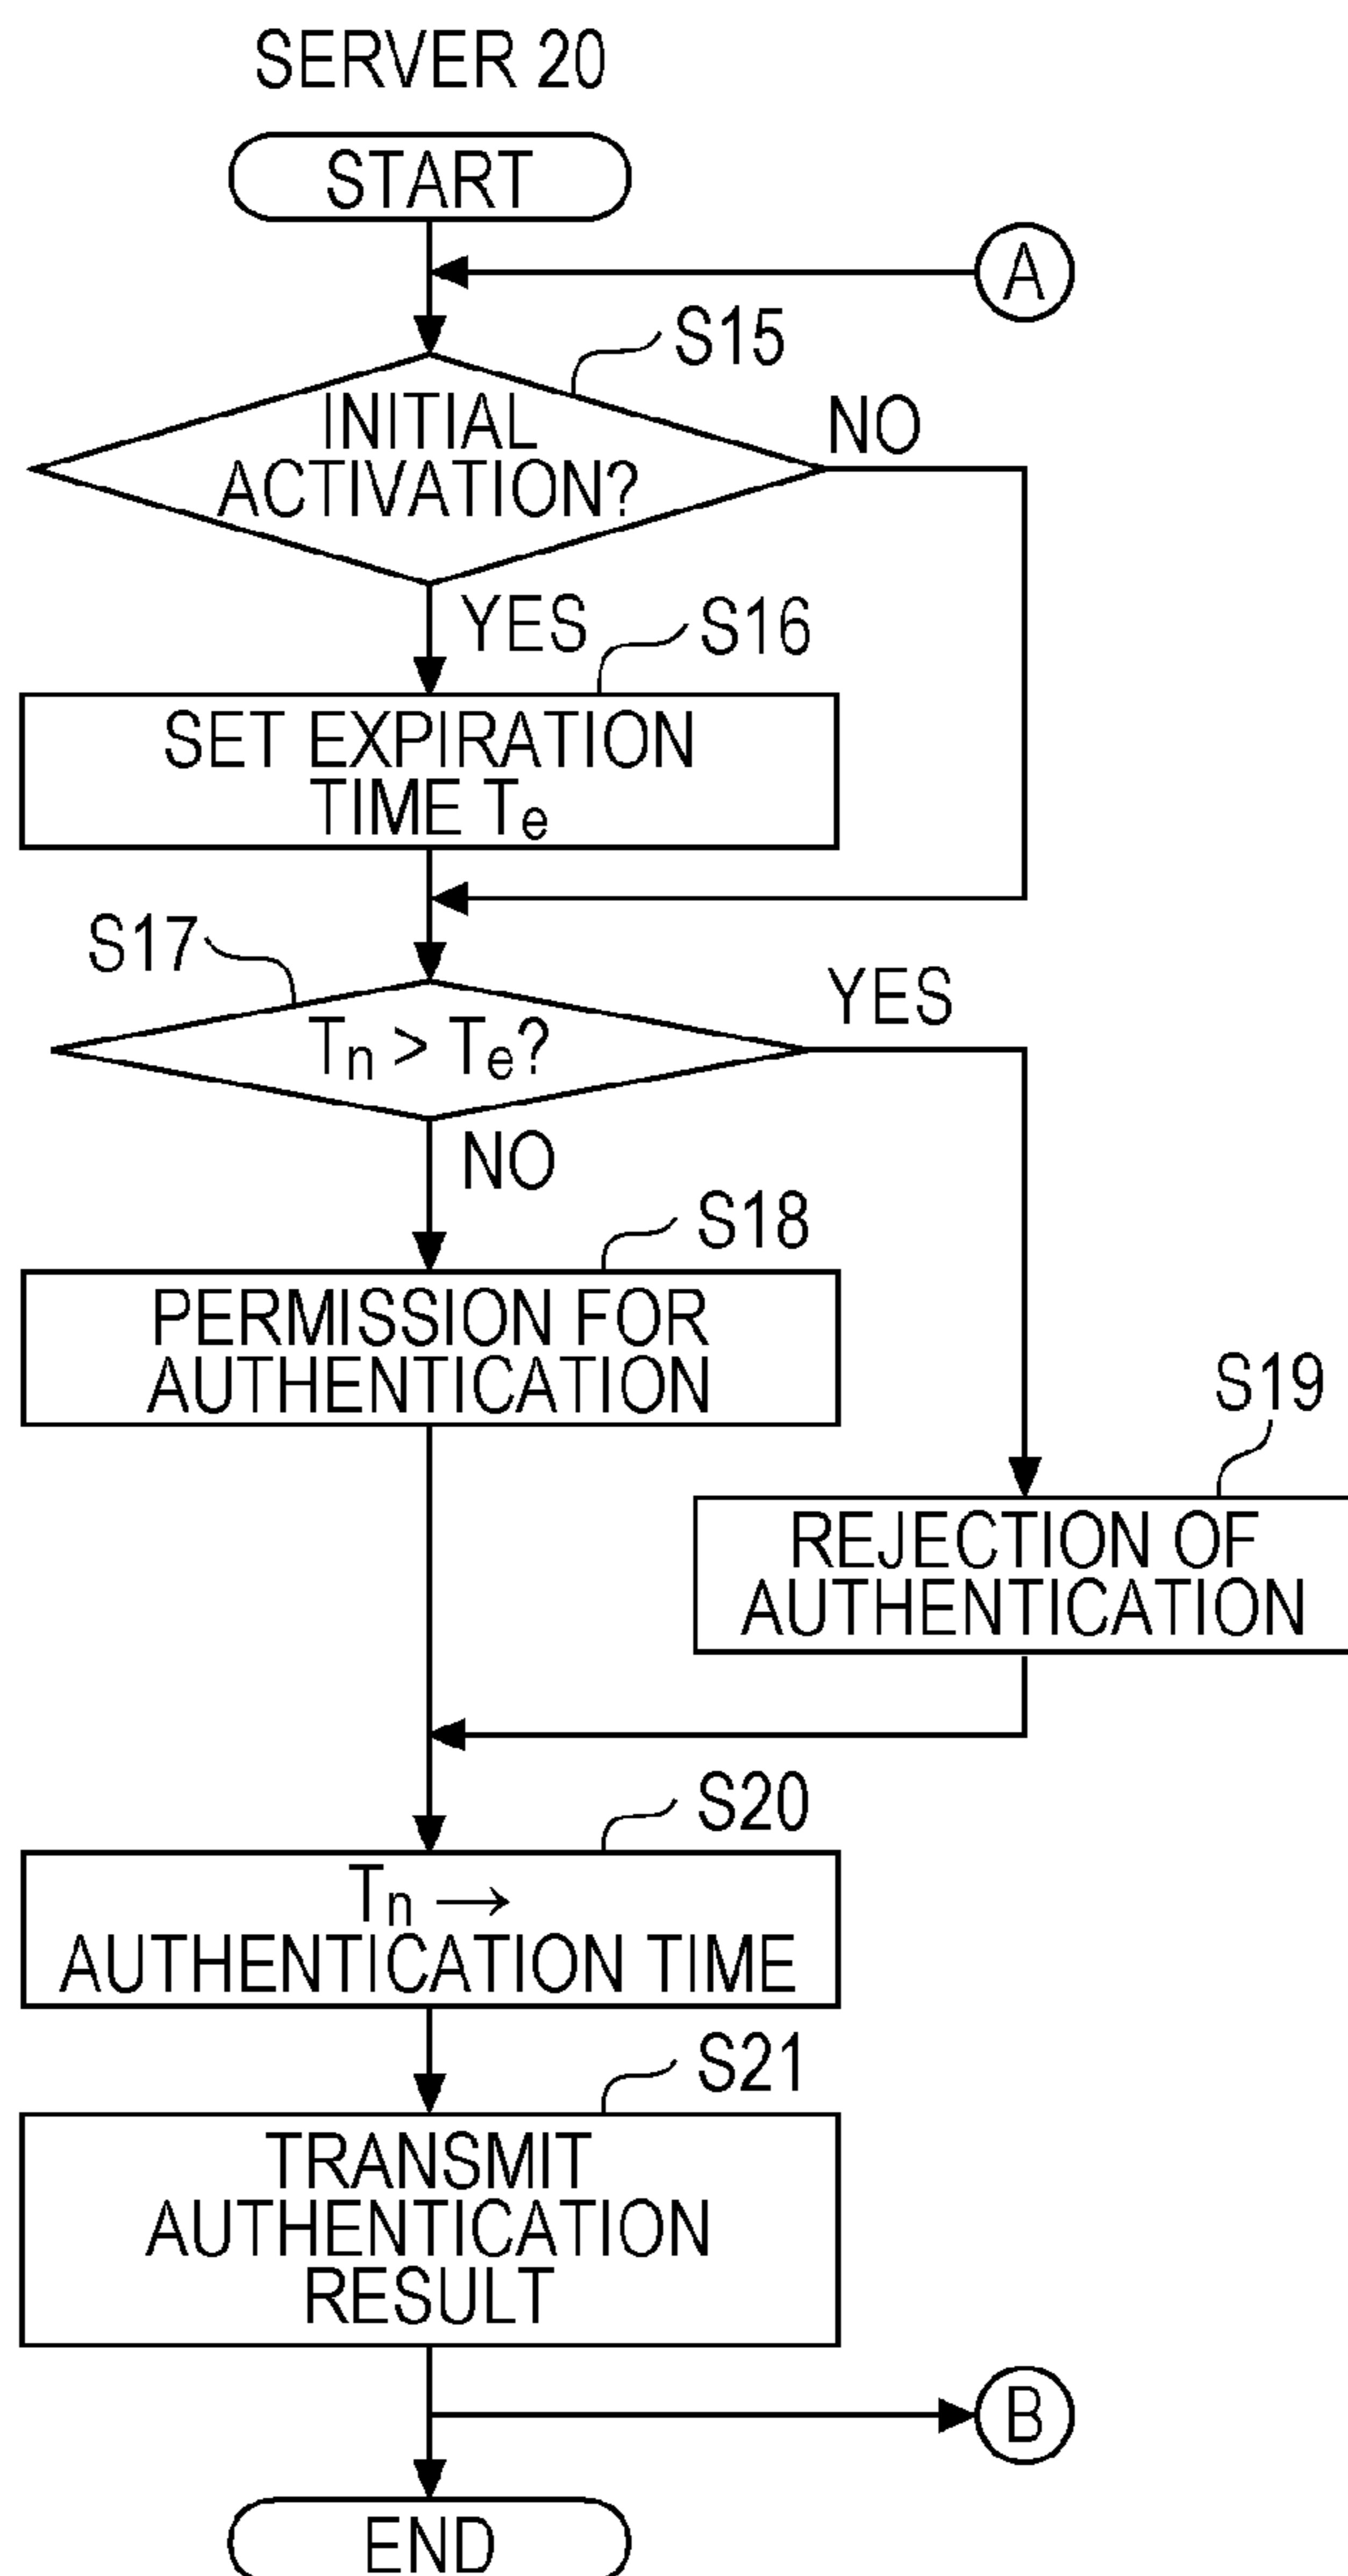 SERVER 20
START
A
S15
INITIAL
ACTIVATION?
NO
YES
S16
SET EXPIRATION
TIME Te
S17
Tn > Te?
YES
NO
S18
PERMISSION FOR
AUTHENTICATION
S19
REJECTION OF
AUTHENTICATION
S20
Tn →
AUTHENTICATION TIME
S21
TRANSMIT
AUTHENTICATION
RESULT
B
END